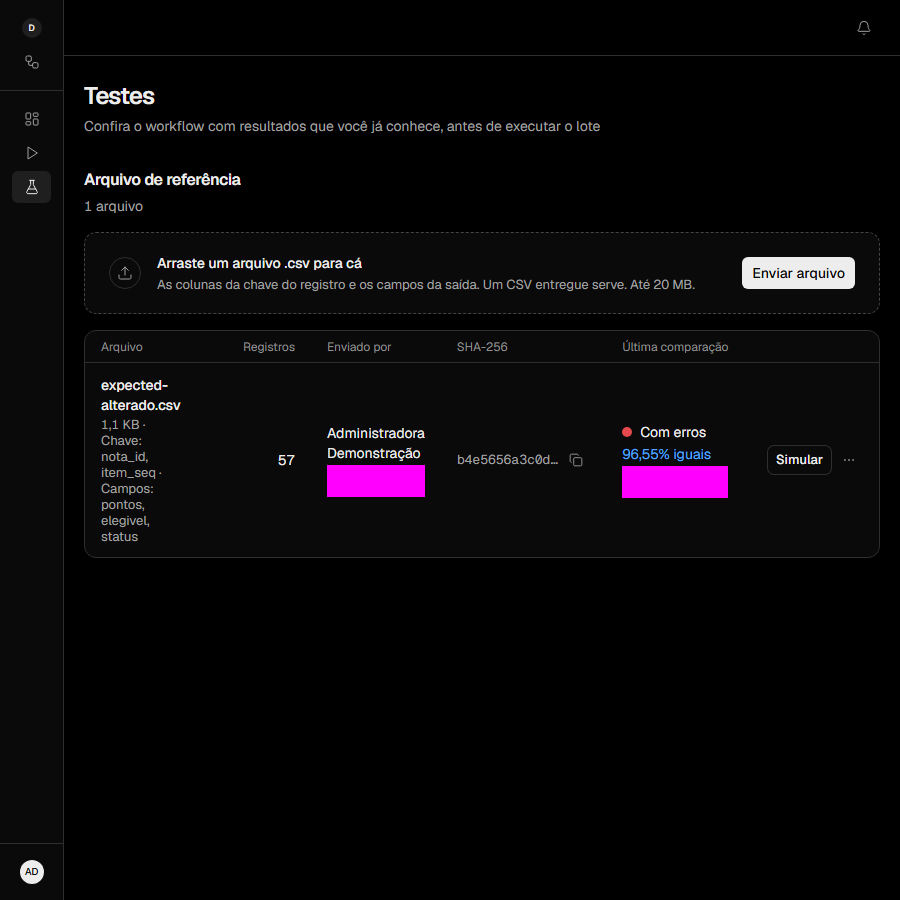 D
Testes
Confira o workflow com resultados que você já conhece, antes de executar o lote
Arquivo de referência
1 arquivo
Arraste um arquivo .csv para cá
As colunas da chave do registro e os campos da saída. Um CSV entregue serve. Até 20 MB.
Enviar arquivo
Arquivo Registros Enviado por SHA-256 Última comparação
expected-
alterado.csv
1,1 KB ·
Chave:
nota_id,
item_seq ·
Campos:
pontos,
elegivel,
status
57
Administradora
Demonstração
b4e5656a3c0d…
Com erros
96,55% iguais
Simular
AD